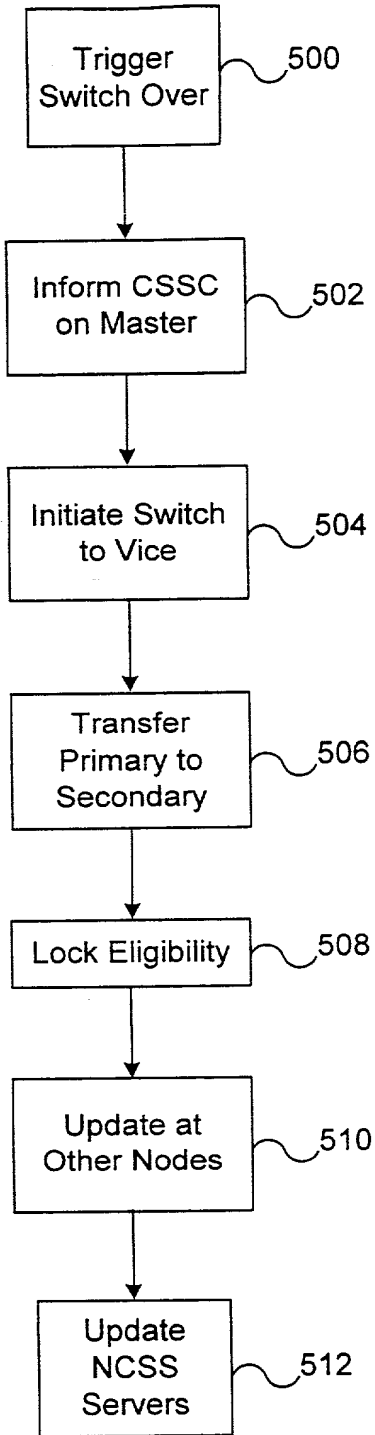 Trigger
Switch Over
500
Inform CSSC
on Master
502
Initiate Switch
to Vice
504
Transfer
Primary to
Secondary
506
Lock Eligibility
508
Update at
Other Nodes
510
Update
NCSS
Servers
512